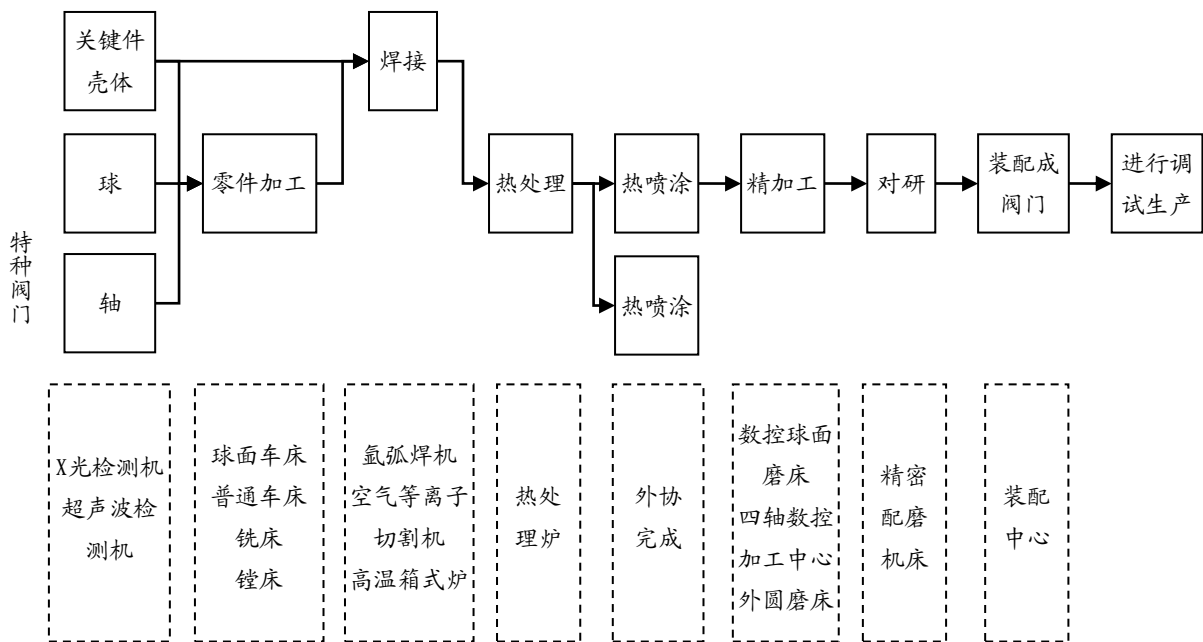 关键件
壳体
焊接
球
零件加工
热处理
热喷涂
精加工
对研
装配成
阀门
进行调
试生产
特
种
阀
门
轴
热喷涂
X光检测机
超声波检
测机
球面车床
普通车床
铣床
镗床
氩弧焊机
空气等离子
切割机
高温箱式炉
热处
理炉
外协
完成
数控球面
磨床
四轴数控
加工中心
外圆磨床
精密
配磨
机床
装配
中心